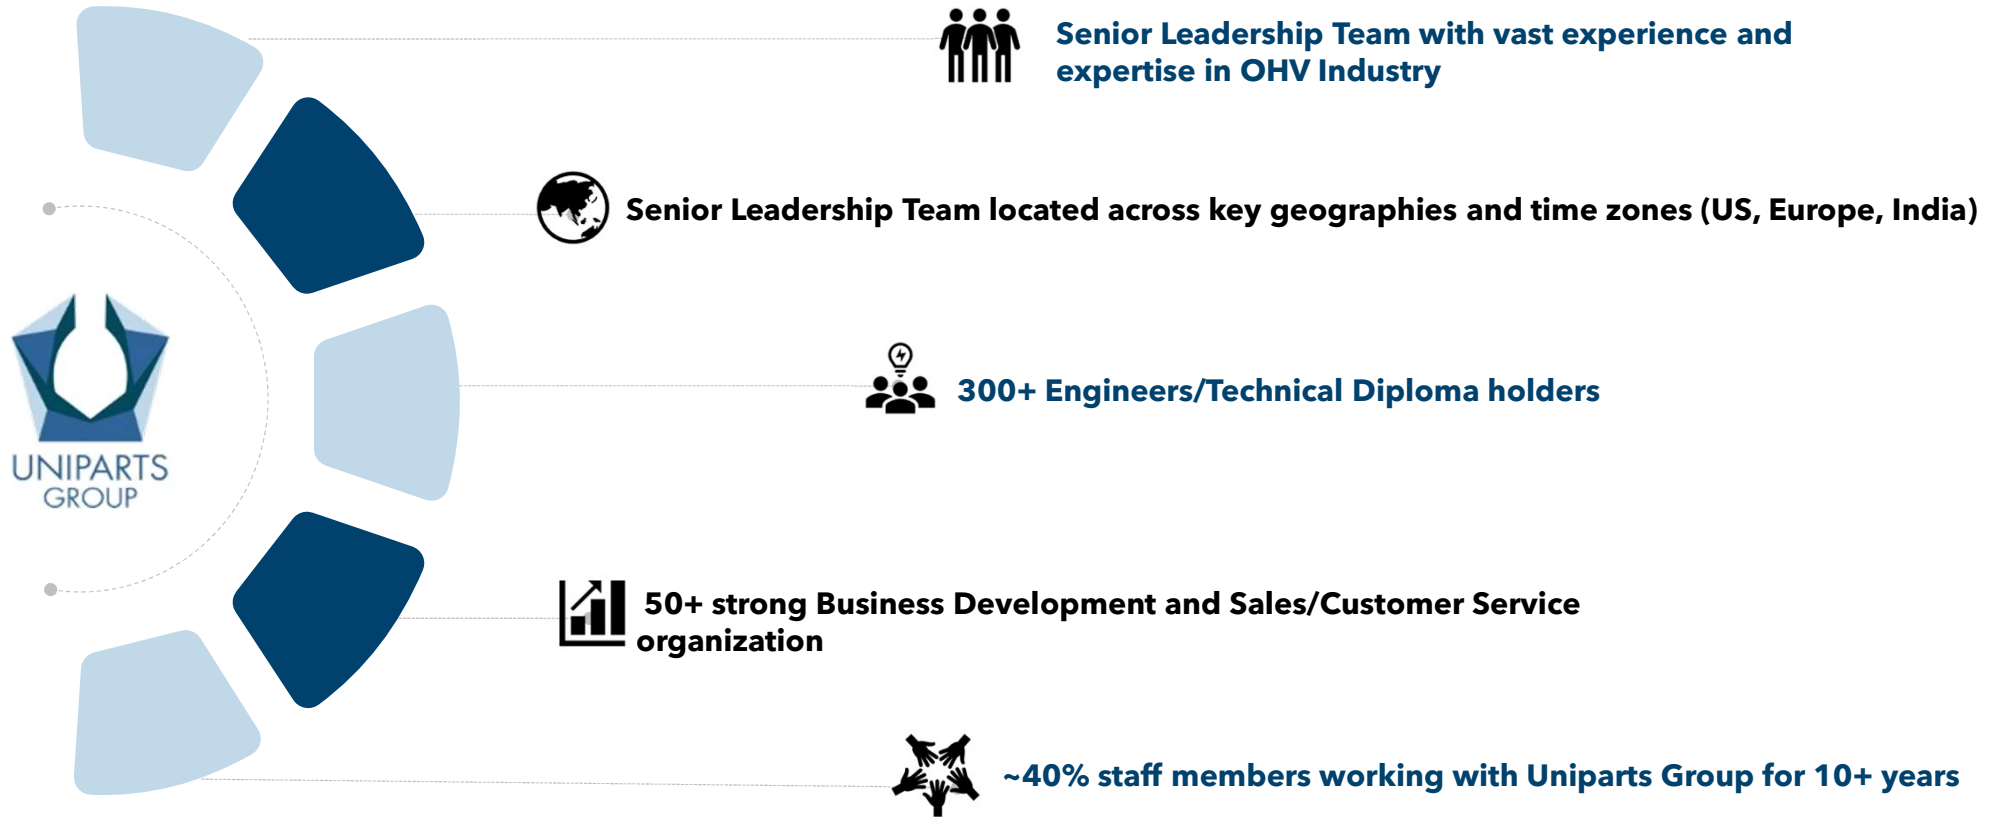 Senior Leadership Team with vast experience and
expertise in OHV Industry
Senior Leadership Team located across key geographies and time zones (US, Europe, India)
300+ Engineers/Technical Diploma holders
UNIPARTS
GROUP
50+ strong Business Development and Sales/Customer Service
organization
~40% staff members working with Uniparts Group for 10+ years